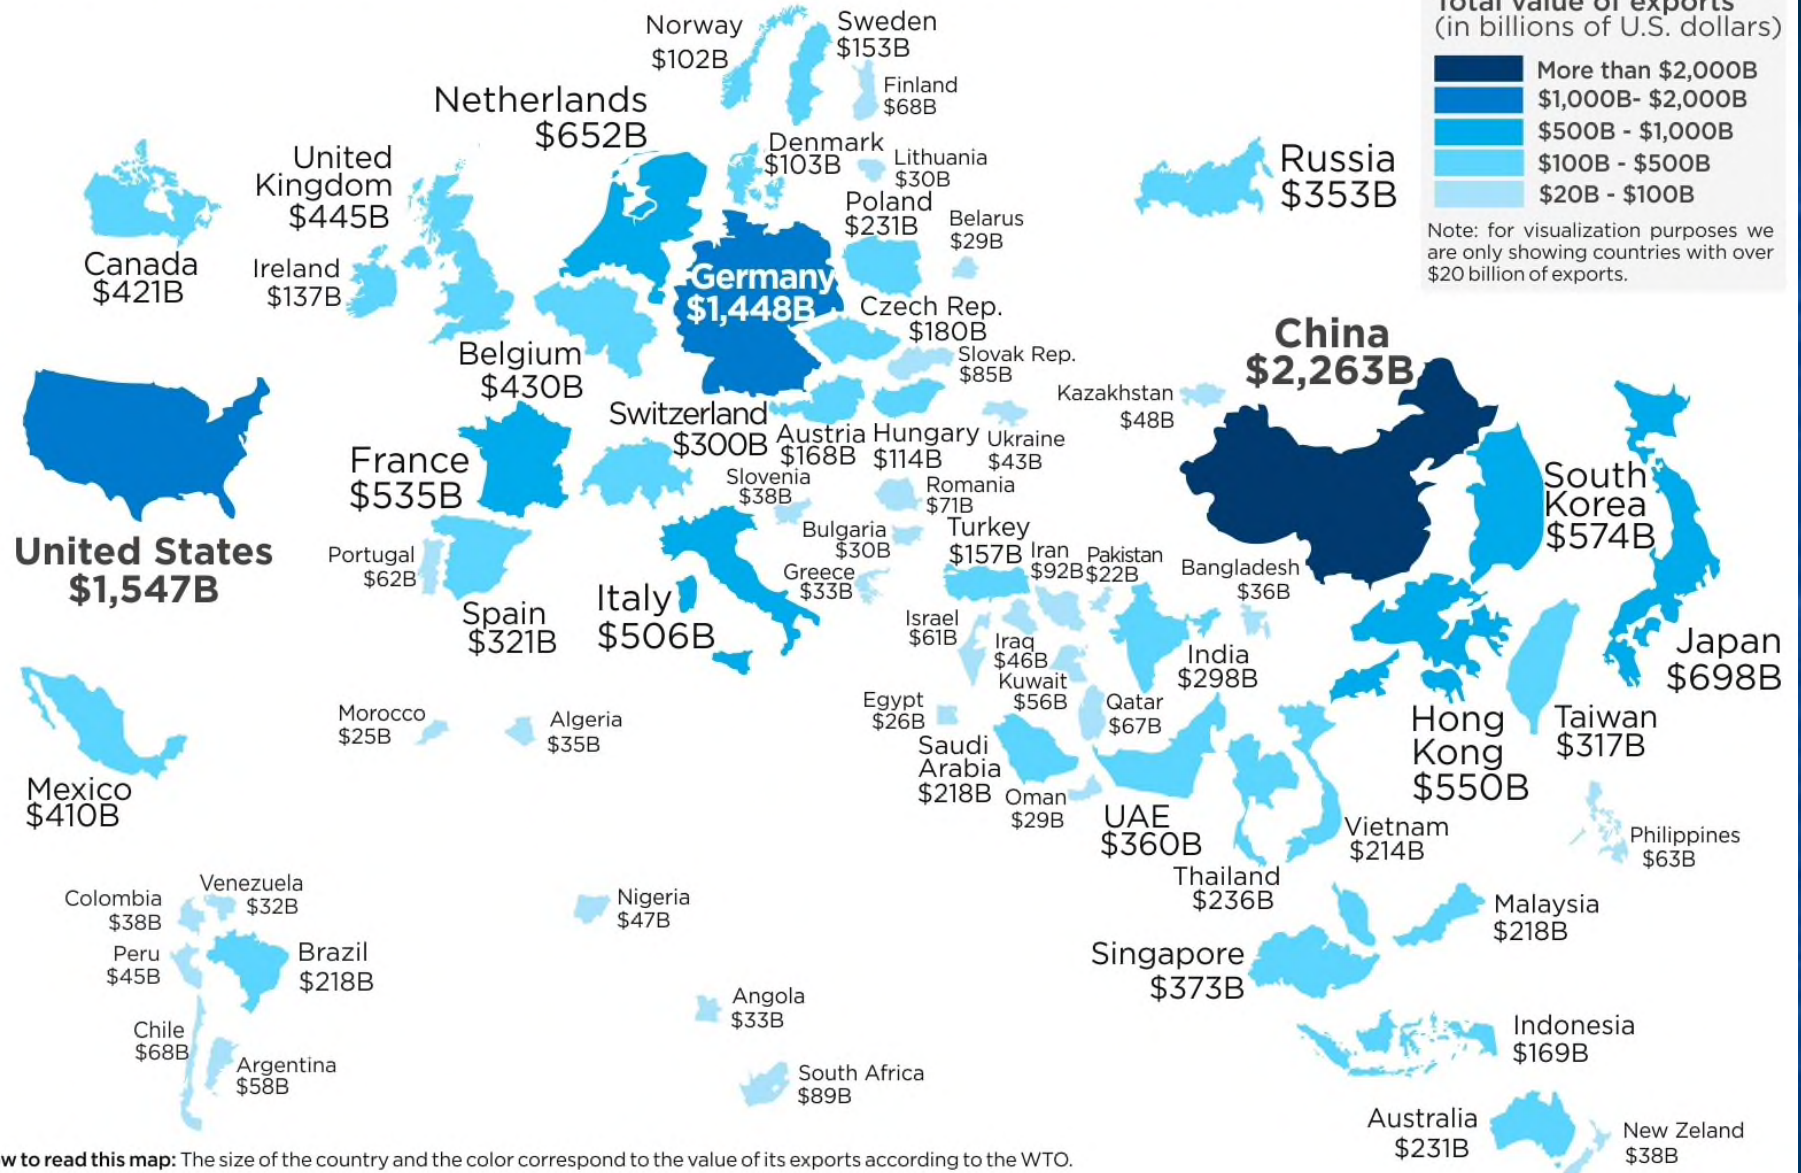 Total value of exports
(in billions of U.S. dollars)
More than $2,000B
$1,000B- $2,000B
$500B - $1,000B
$100B - $500B
$20B - $100B
Note: for visualization purposes we
are only showing countries with over
$20 billion of exports.
Norway
$102B
Sweden
$153B
Finland
$68B
Netherlands
$652B
Denmark
$103B
Lithuania
$30B
United
Kingdom
$445B
Poland
$231B
Belarus
$29B
Russia
$353B
Canada
$421B
Ireland
$137B
Germany
$1,448B
Czech Rep.
$180B
Belgium
$430B
Slovak Rep.
$85B
China
$2,263B
Kazakhstan
$48B
Switzerland
$300B
Austria
$168B
Hungary
$114B
Ukraine
$43B
France
$535B
Slovenia
$38B
Romania
$71B
South
Korea
$574B
United States
$1,547B
Portugal
$62B
Bulgaria
$30B
Turkey
$157B
Iran
$92B
Pakistan
$22B
Bangladesh
$36B
Greece
$33B
Spain
$321B
Italy
$506B
Israel
$61B
Iraq
$46B
Kuwait
$56B
India
$298B
Japan
$698B
Morocco
$25B
Algeria
$35B
Egypt
$26B
Qatar
$67B
Hong
Kong
$550B
Taiwan
$317B
Saudi
Arabia
$218B
Oman
$29B
Mexico
$410B
UAE
$360B
Vietnam
$214B
Philippines
$63B
Thailand
$236B
Colombia
$38B
Venezuela
$32B
Nigeria
$47B
Malaysia
$218B
Peru
$45B
Brazil
$218B
Singapore
$373B
Angola
$33B
Chile
$68B
Argentina
$58B
Indonesia
$169B
South Africa
$89B
Australia
$231B
New Zeland
$38B
w to read this map: The size of the country and the color correspond to the value of its exports according to the WTO.